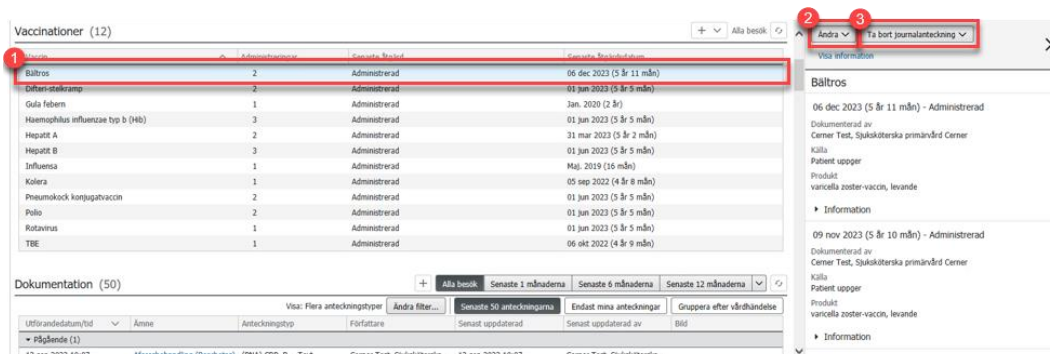 Vaccinationer (12)
Alla besök
Vaccin Administreringar Senaste åtgärd Senaste åtgärdsdatum
1
Bältros 2 Administrerad 06 dec 2023 (5 år 11 mån)
Difteri-stelkramp 2 Administrerad 01 jun 2023 (5 år 5 mån)
Gula febern 1 Administrerad Jan. 2020 (2 år)
Haemophilus influenzae typ b (Hib) 3 Administrerad 01 jun 2023 (5 år 5 mån)
Hepatit A 2 Administrerad 31 mar 2023 (5 år 2 mån)
Hepatit B 3 Administrerad 01 jun 2023 (5 år 5 mån)
Influensa 1 Administrerad Maj. 2019 (16 mån)
Kolera 1 Administrerad 05 sep 2022 (4 år 8 mån)
Pneumokock konjugatvaccin 2 Administrerad 01 jun 2023 (5 år 5 mån)
Polio 2 Administrerad 01 jun 2023 (5 år 5 mån)
Rotavirus 1 Administrerad 01 jun 2023 (5 år 5 mån)
TBE 1 Administrerad 06 okt 2022 (4 år 9 mån)
Dokumentation (50)
Alla besök Senaste 1 månaderna Senaste 6 månaderna Senaste 12 månaderna
Visa: Flera anteckningstyper Ändra filter... Senaste 50 anteckningarna Endast mina anteckningar Gruppera efter vårdhändelse
Utförandedatum/tid Ämne Anteckningstyp Författare Senast uppdaterad Senast uppdaterad av Bild
Pågående (1)
2 3
Ändra Ta bort journalanteckning
Visa information
Bältros
06 dec 2023 (5 år 11 mån) - Administrerad
Dokumenterad av
Cerner Test, Sjuksköterska primärvård Cerner
Källa
Patient uppger
Produkt
varicella zoster-vaccin, levande
Information
09 nov 2023 (5 år 10 mån) - Administrerad
Dokumenterad av
Cerner Test, Sjuksköterska primärvård Cerner
Källa
Patient uppger
Produkt
varicella zoster-vaccin, levande
Information